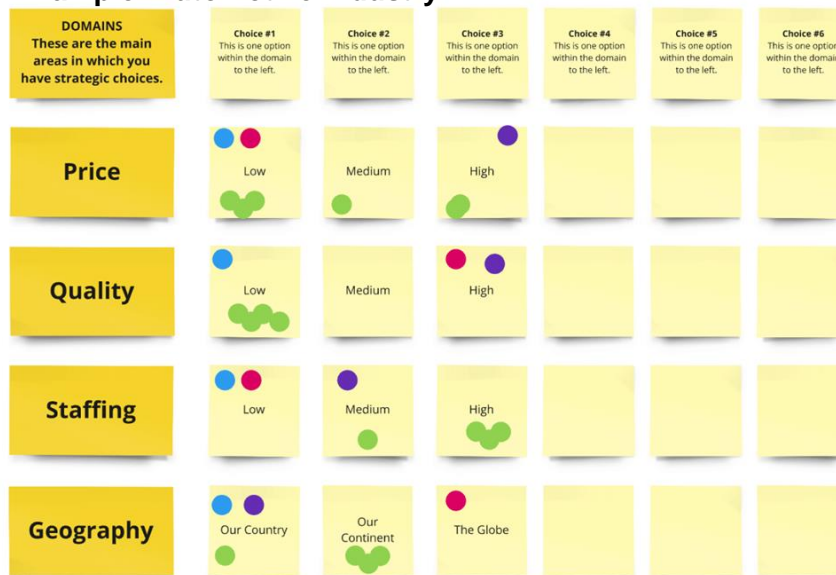 DOMAINS
These are the main
areas in which you
have strategic choices.
Choice #1
This is one option
within the domain
to the left.
Choice #2
This is one option
within the domain
to the left.
Choice #3
This is one option
within the domain
to the left.
Choice #4
This is one option
within the domain
to the left.
Choice #5
This is one option
within the domain
to the left.
Choice #6
This is one option
within the domain
to the left.
Price
Low
Medium
High
Quality
Low
Medium
High
Staffing
Low
Medium
High
Geography
Our Country
Our
Continent
The Globe